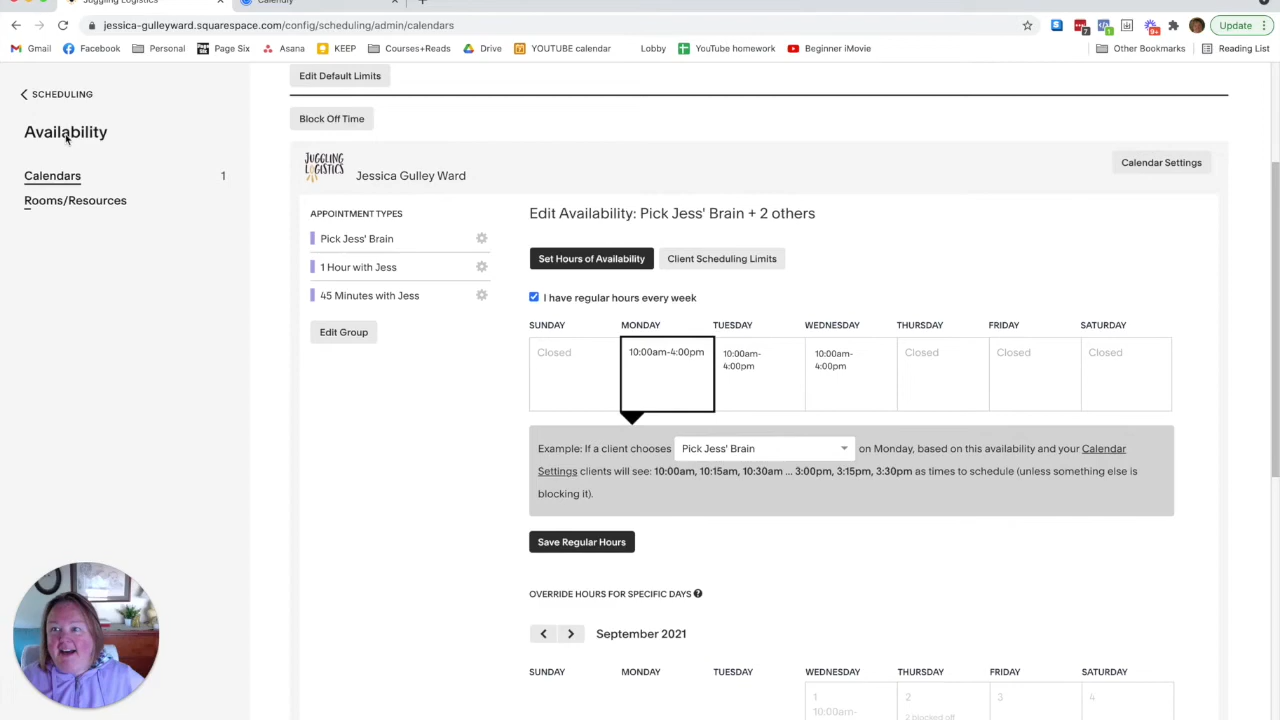 Juggling Logistics
Calendly
jessica-gulleyward.squarespace.com/config/scheduling/admin/calendars
Update
7
1
9+
Gmail
Facebook
Personal
Page Six
Asana
KEEP
Courses+Reads
Drive
YOUTUBE calendar
Lobby
YouTube homework
Beginner iMovie
Other Bookmarks
Reading List
SCHEDULING
Availability
Calendars 1
Rooms/Resources
Edit Default Limits
Block Off Time
JUGGLING
LOGISTICS
Jessica Gulley Ward
Calendar Settings
APPOINTMENT TYPES
Pick Jess' Brain
1 Hour with Jess
45 Minutes with Jess
Edit Group
Edit Availability: Pick Jess' Brain + 2 others
Set Hours of Availability
Client Scheduling Limits
I have regular hours every week
SUNDAY MONDAY TUESDAY WEDNESDAY THURSDAY FRIDAY SATURDAY
Closed
10:00am-4:00pm
10:00am-
4:00pm
10:00am-
4:00pm
Closed
Closed
Closed
Example: If a client chooses Pick Jess' Brain on Monday, based on this availability and your Calendar
Settings clients will see: 10:00am, 10:15am, 10:30am ... 3:00pm, 3:15pm, 3:30pm as times to schedule (unless something else is
blocking it).
Save Regular Hours
OVERRIDE HOURS FOR SPECIFIC DAYS ?
September 2021
SUNDAY MONDAY TUESDAY WEDNESDAY THURSDAY FRIDAY SATURDAY
1 2 3 4
10:00am-
2 blocked off